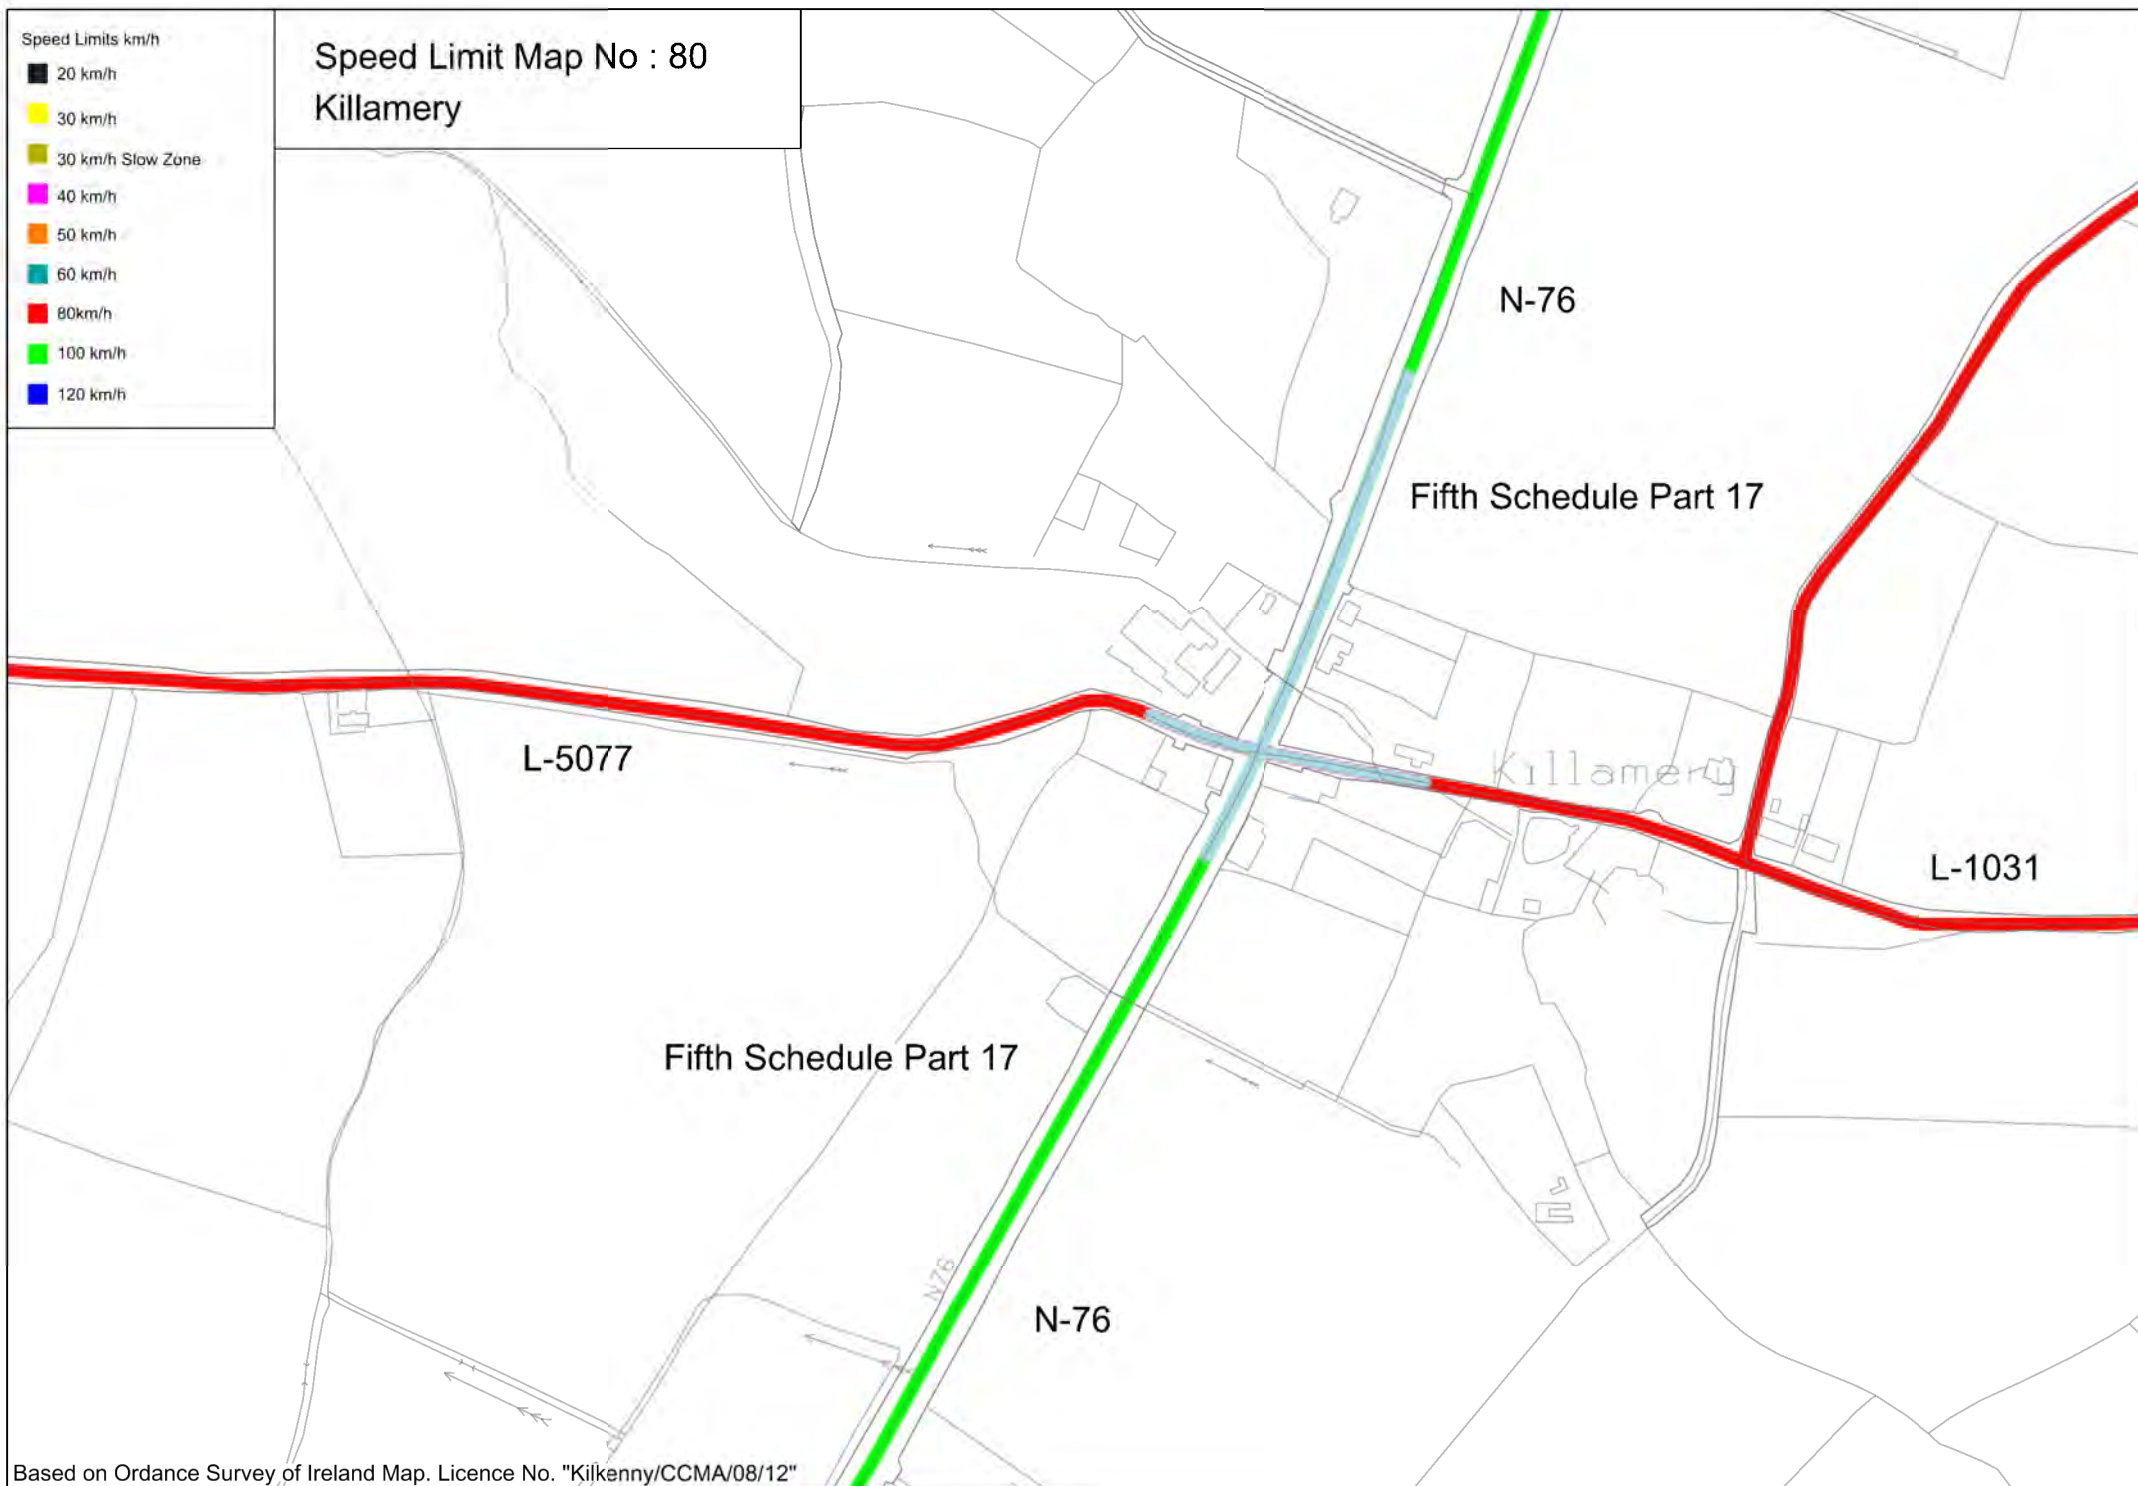 Speed Limits km/h
20 km/h
30 km/h
30 km/h Slow Zone
40 km/h
50 km/h
60 km/h
80km/h
100 km/h
120 km/h
Speed Limit Map No : 80
Killamery
N-76
Fifth Schedule Part 17
L-5077
Killamery
L-1031
Fifth Schedule Part 17
N76
N-76
Based on Ordance Survey of Ireland Map. Licence No. "Kilkenny/CCMA/08/12"